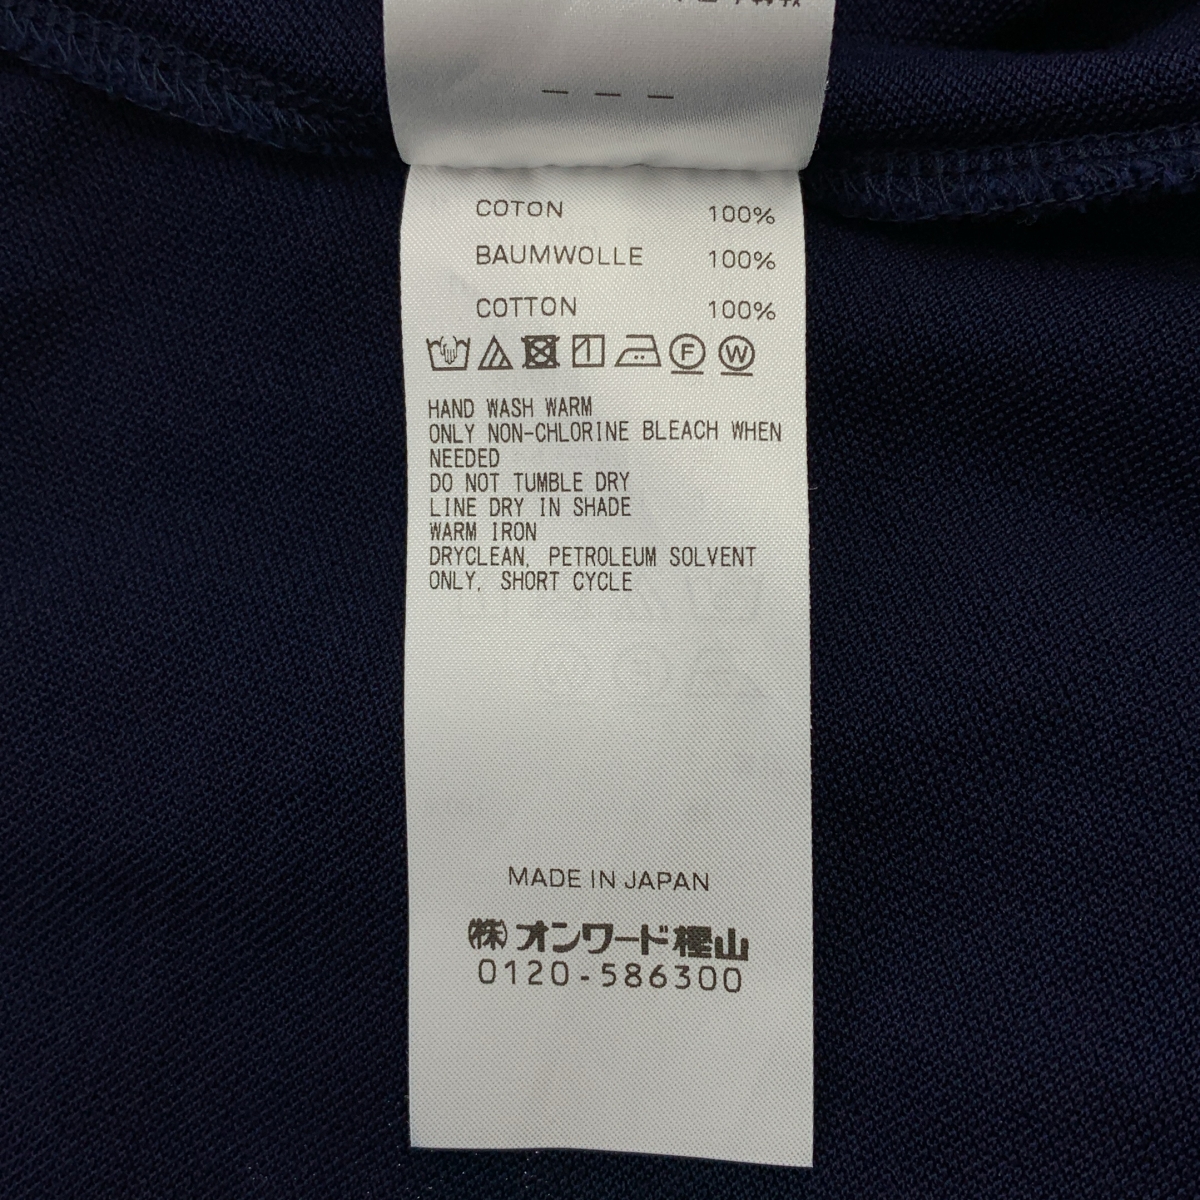 COTON 100%
BAUMWOLLE 100%
COTTON 100%
F W
HAND WASH WARM
ONLY NON-CHLORINE BLEACH WHEN
NEEDED
DO NOT TUMBLE DRY
LINE DRY IN SHADE
WARM IRON
DRYCLEAN, PETROLEUM SOLVENT
ONLY, SHORT CYCLE
MADE IN JAPAN
㈱オンワード樫山
0120-586300